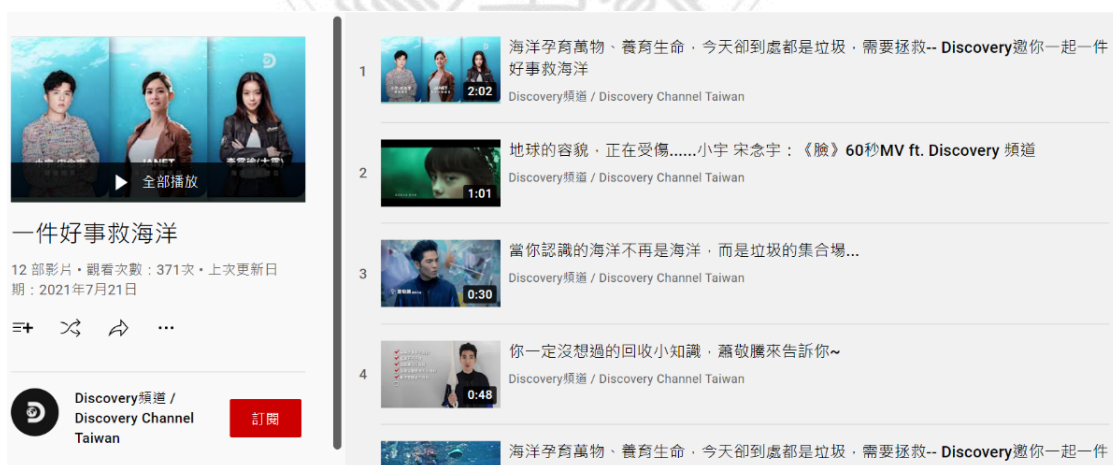 JANET
全部播放
一件好事救海洋
12 部影片 • 觀看次數：371次 • 上次更新日
期：2021年7月21日
Discovery頻道 /
Discovery Channel
Taiwan
訂閱
1
2:02
海洋孕育萬物、養育生命，今天卻到處都是垃圾，需要拯救-- Discovery邀你一起一件
好事救海洋
Discovery頻道 / Discovery Channel Taiwan
2
1:01
地球的容貌，正在受傷......小宇 宋念宇：《臉》60秒MV ft. Discovery 頻道
Discovery頻道 / Discovery Channel Taiwan
3
0:30
當你認識的海洋不再是海洋，而是垃圾的集合場...
Discovery頻道 / Discovery Channel Taiwan
4
0:48
你一定沒想過的回收小知識，蕭敬騰來告訴你~
Discovery頻道 / Discovery Channel Taiwan
海洋孕育萬物、養育生命，今天卻到處都是垃圾，需要拯救-- Discovery邀你一起一件